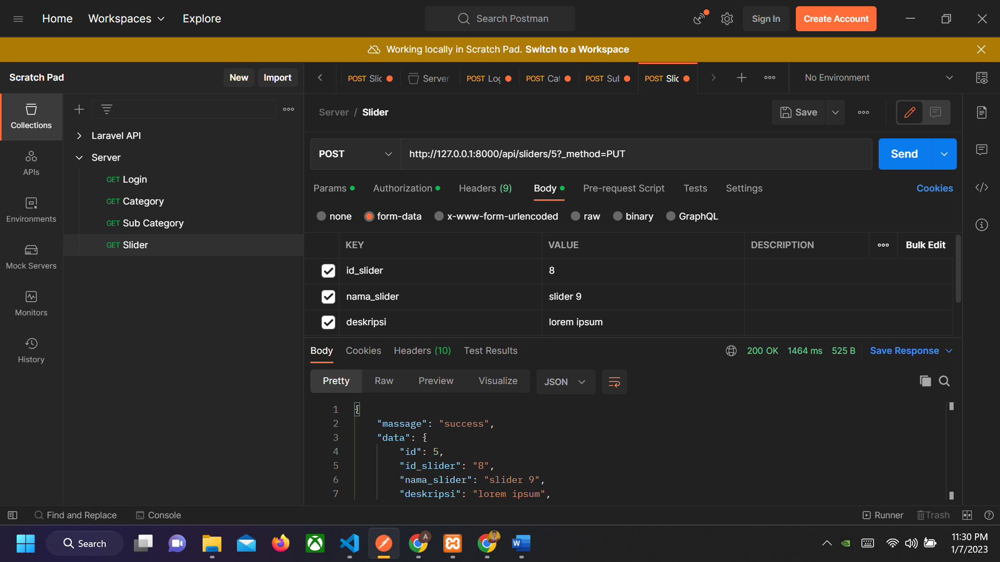 Home Workspaces Explore Search Postman Sign In Create Account
Working locally in Scratch Pad. Switch to a Workspace
Scratch Pad New Import
POST Slic Server POST Log POST Cat POST Sub POST Slic No Environment
Collections
APIs
Environments
Mock Servers
Monitors
History
Laravel API
Server
GET Login
GET Category
GET Sub Category
GET Slider
Server / Slider Save
POST http://127.0.0.1:8000/api/sliders/5?_method=PUT Send
Params Authorization Headers (9) Body Pre-request Script Tests Settings Cookies
none form-data x-www-form-urlencoded raw binary GraphQL
KEY VALUE DESCRIPTION Bulk Edit
id_slider 8
nama_slider slider 9
deskripsi lorem ipsum
Body Cookies Headers (10) Test Results 200 OK 1464 ms 525 B Save Response
Pretty Raw Preview Visualize JSON
1 {
2 "massage": "success",
3 "data": {
4 "id": 5,
5 "id_slider": "8",
6 "nama_slider": "slider 9",
7 "deskripsi": "lorem ipsum",
Find and Replace Console Runner Trash
Search
A
W
11:30 PM
1/7/2023